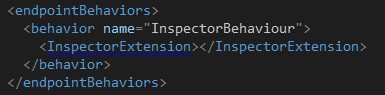 <endpointBehaviors>
<behavior name="InspectorBehaviour">
<InspectorExtension></InspectorExtension>
</behavior>
</endpointBehaviors>